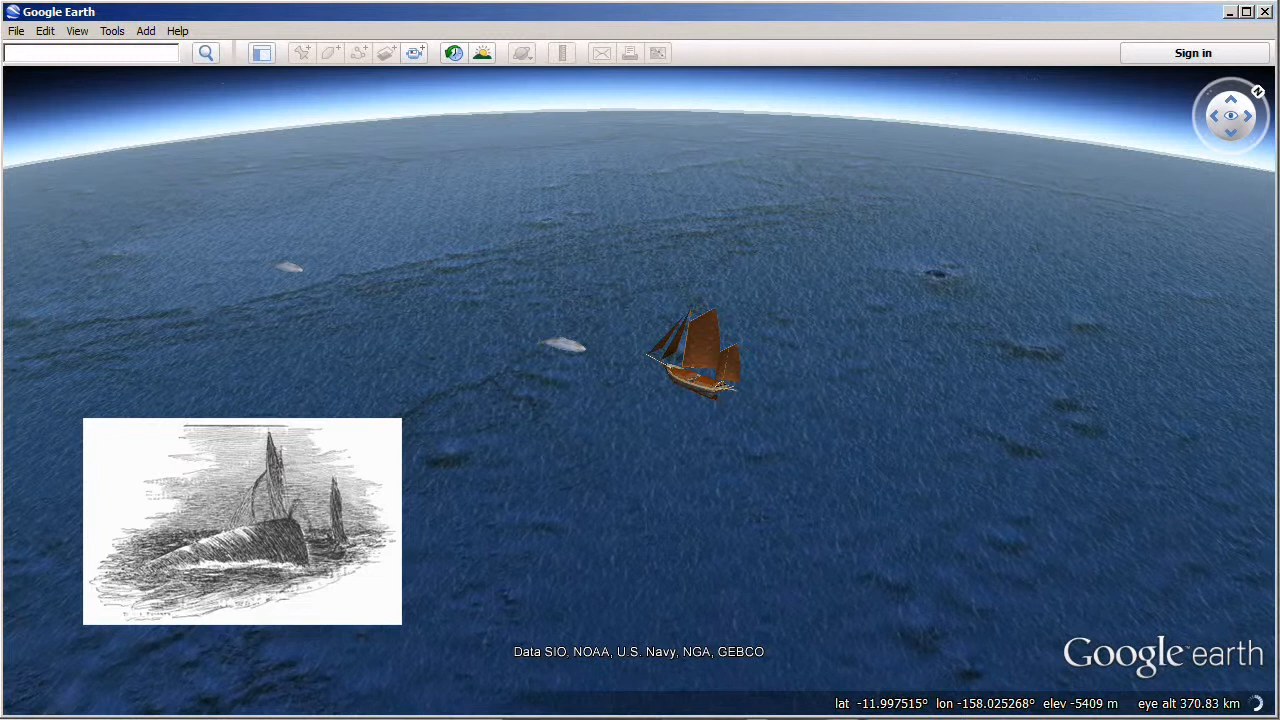 Google Earth
File Edit View Tools Add Help
Sign in
N
Data SIO, NOAA, U.S. Navy, NGA, GEBCO
Google earth
lat -11.997515° lon -158.025268° elev -5409 m eye alt 370.83 km